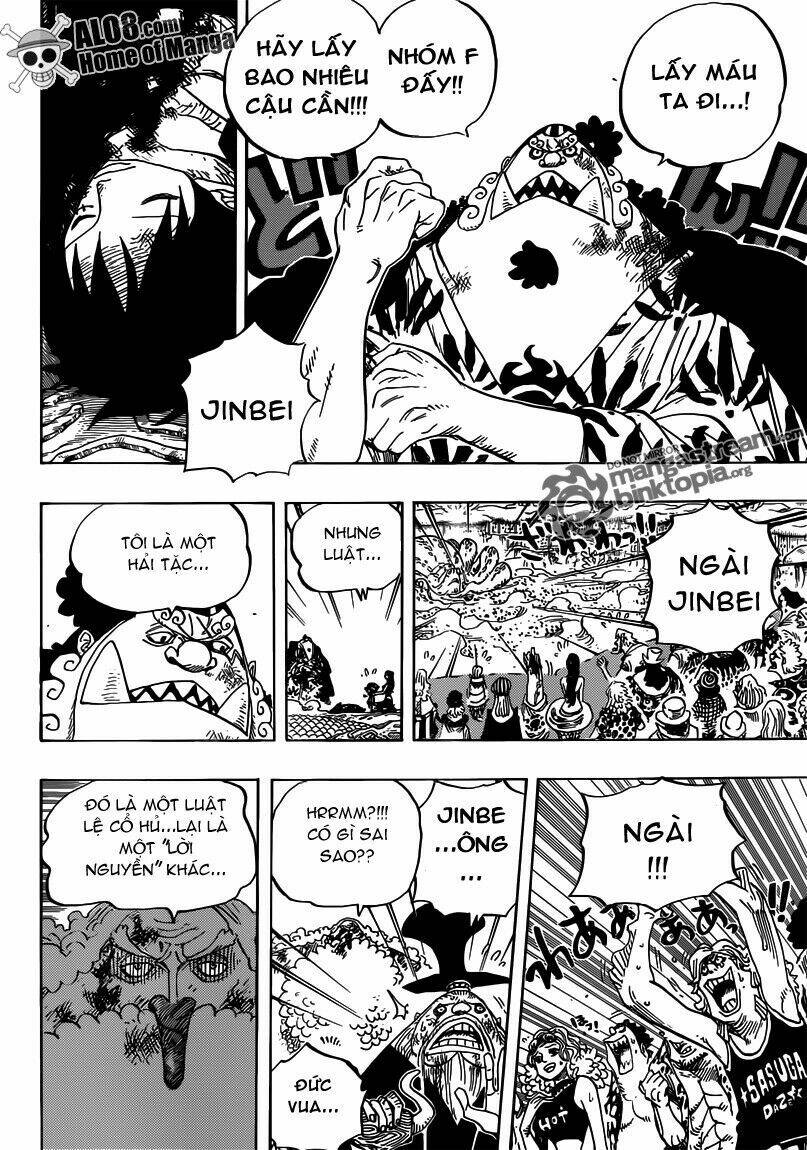 AL08.com
Home of Manga
LẤY MÁU
TA ĐI...!
NHÓM F
ĐẤY!!
HÃY LẤY
BAO NHIÊU
CẬU CẦN!!!
JINBEI
DO NOT MIRROR
mangastream.com
binktopia.org
NGÀI
JINBEI
NHƯNG
LUẬT...
TÔI LÀ MỘT
HẢI TẶC...
NGÀI
!!!
SASUGA
HOT
JINBE
...ÔNG
...
HRRMM?!!!
CÓ GÌ SAI
SAO??
ĐỨC
VUA...
ĐÓ LÀ MỘT LUẬT
LỆ CỔ HỦ...LẠI LÀ
MỘT "LỜI
NGUYỀN" KHÁC...